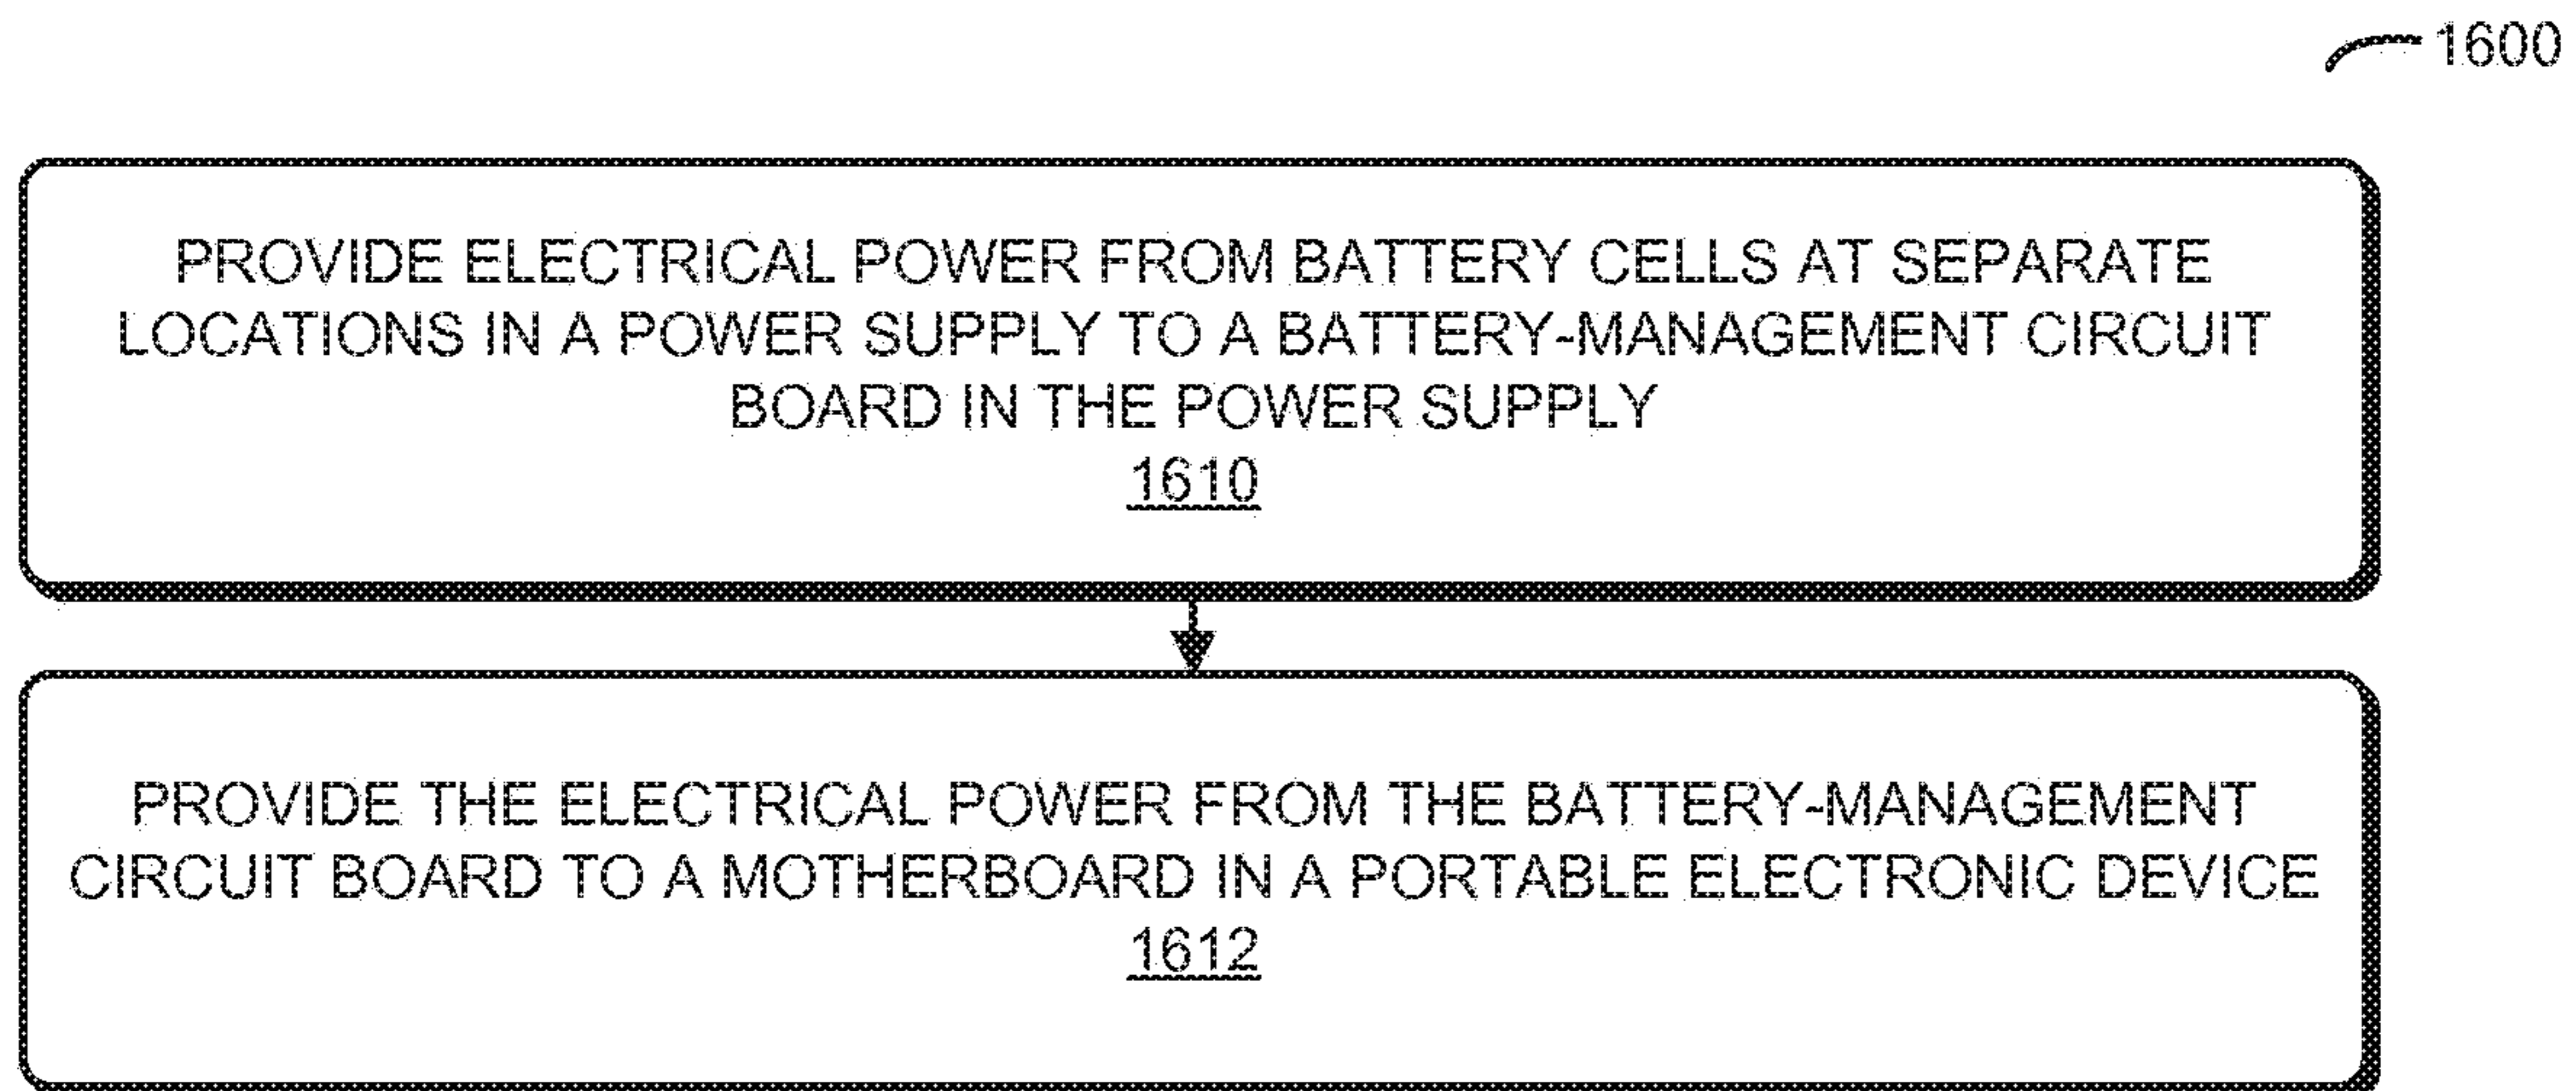 1600
PROVIDE ELECTRICAL POWER FROM BATTERY CELLS AT SEPARATE
LOCATIONS IN A POWER SUPPLY TO A BATTERY-MANAGEMENT CIRCUIT
BOARD IN THE POWER SUPPLY
1610
PROVIDE THE ELECTRICAL POWER FROM THE BATTERY-MANAGEMENT
CIRCUIT BOARD TO A MOTHERBOARD IN A PORTABLE ELECTRONIC DEVICE
1612